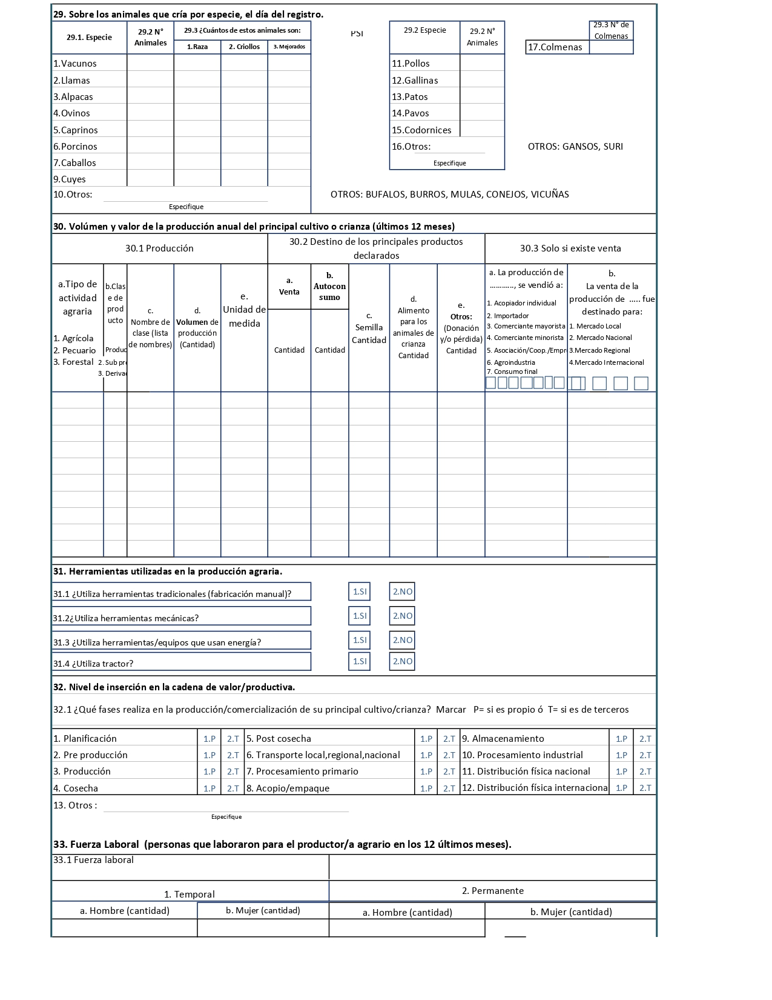 29. Sobre los animales que cría por especie, el día del registro.
29.1. Especie
29.2 N° Animales
29.3 ¿Cuántos de estos animales son:
1.Raza
2. Criollos
3. Mejorados
PSI
29.2 Especie
29.2 N° Animales
29.3 N° de Colmenas
17.Colmenas
1.Vacunos
2.Llamas
3.Alpacas
4.Ovinos
5.Caprinos
6.Porcinos
7.Caballos
9.Cuyes
10.Otros:
Especifique
11.Pollos
12.Gallinas
13.Patos
14.Pavos
15.Codornices
16.Otros:
Especifique
OTROS: GANSOS, SURI
OTROS: BUFALOS, BURROS, MULAS, CONEJOS, VICUÑAS
30. Volúmen y valor de la producción anual del principal cultivo o crianza (últimos 12 meses)
30.1 Producción
30.2 Destino de los principales productos
declarados
30.3 Solo si existe venta
a.Tipo de
actividad
agraria
1. Agrícola
2. Pecuario
3. Forestal
b.Clas
e de
prod
ucto
Produc
2. Sub pro
3. Derivad
c.
Nombre de
clase (lista
de nombres)
d.
Volumen de
producción
(Cantidad)
e.
Unidad de
medida
a.
Venta
Cantidad
b.
Autocon
sumo
Cantidad
c.
Semilla
Cantidad
d.
Alimento
para los
animales de
crianza
Cantidad
e.
Otros:
(Donación
y/o pérdida)
Cantidad
a. La producción de
…………, se vendió a:
1. Acopiador individual
2. Importador
3. Comerciante mayorista
4. Comerciante minorista
5. Asociación/Coop./Empr
6. Agroindustria
7. Consumo final
b.
La venta de la
producción de ….. fue
destinado para:
1. Mercado Local
2. Mercado Nacional
3.Mercado Regional
4.Mercado Internacional
31. Herramientas utilizadas en la producción agraria.
31.1 ¿Utiliza herramientas tradicionales (fabricación manual)? 1.SI 2.NO
31.2¿Utiliza herramientas mecánicas? 1.SI 2.NO
31.3 ¿Utiliza herramientas/equipos que usan energía? 1.SI 2.NO
31.4 ¿Utiliza tractor? 1.SI 2.NO
32. Nivel de inserción en la cadena de valor/productiva.
32.1 ¿Qué fases realiza en la producción/comercialización de su principal cultivo/crianza? Marcar P= si es propio ó T= si es de terceros
1. Planificación 1.P 2.T 5. Post cosecha 1.P 2.T 9. Almacenamiento 1.P 2.T
2. Pre producción 1.P 2.T 6. Transporte local,regional,nacional 1.P 2.T 10. Procesamiento industrial 1.P 2.T
3. Producción 1.P 2.T 7. Procesamiento primario 1.P 2.T 11. Distribución física nacional 1.P 2.T
4. Cosecha 1.P 2.T 8. Acopio/empaque 1.P 2.T 12. Distribución física internaciona 1.P 2.T
13. Otros :
Especifique
33. Fuerza Laboral (personas que laboraron para el productor/a agrario en los 12 últimos meses).
33.1 Fuerza laboral
1. Temporal
2. Permanente
a. Hombre (cantidad)
b. Mujer (cantidad)
a. Hombre (cantidad)
b. Mujer (cantidad)